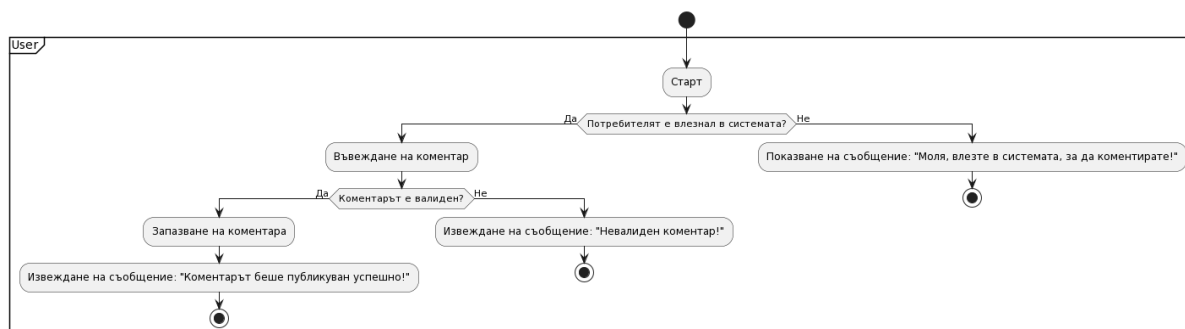 User
Старт
Да
Потребителят е влезнал в системата?
Не
Въвеждане на коментар
Показване на съобщение: "Моля, влезте в системата, за да коментирате!"
Да
Коментарът е валиден?
Не
Запазване на коментара
Извеждане на съобщение: "Невалиден коментар!"
Извеждане на съобщение: "Коментарът беше публикуван успешно!"